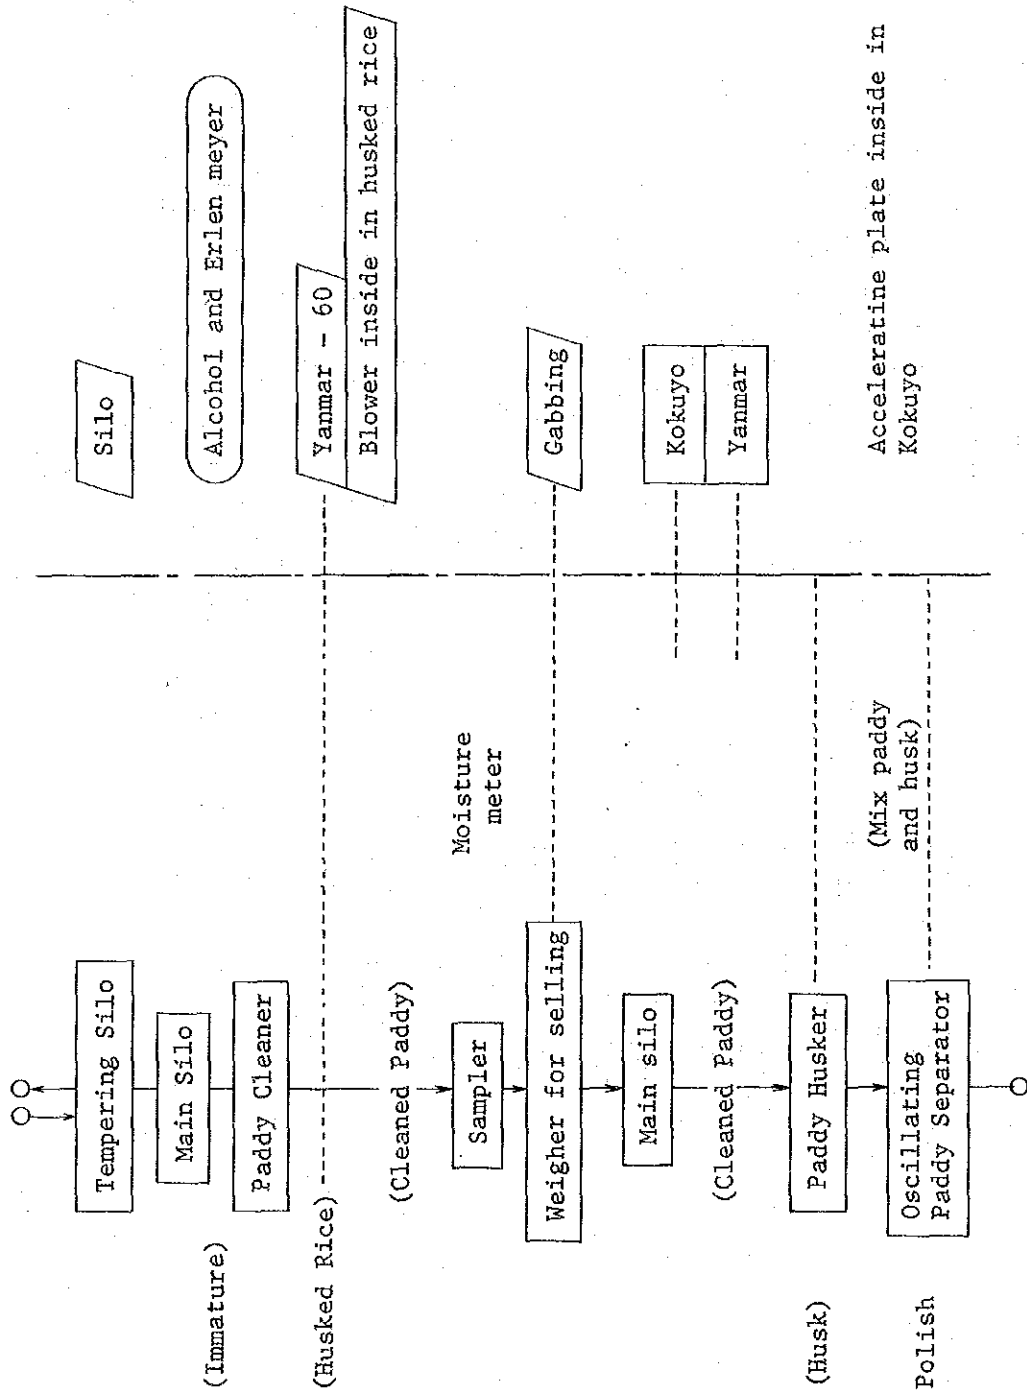 Tempering Silo
Silo
Main Silo
Alcohol and Erlen meyer
(Immature)
Paddy Cleaner
(Husked Rice)
Yanmar - 60
Blower inside in husked rice
(Cleaned Paddy)
Moisture
meter
Sampler
Weigher for selling
Gabbing
Main silo
Kokuyo
(Cleaned Paddy)
Yanmar
(Husk)
Paddy Husker
(Mix paddy
and husk)
Acceleratine plate inside in
Kokuyo
Polish
Oscillating
Paddy Separator